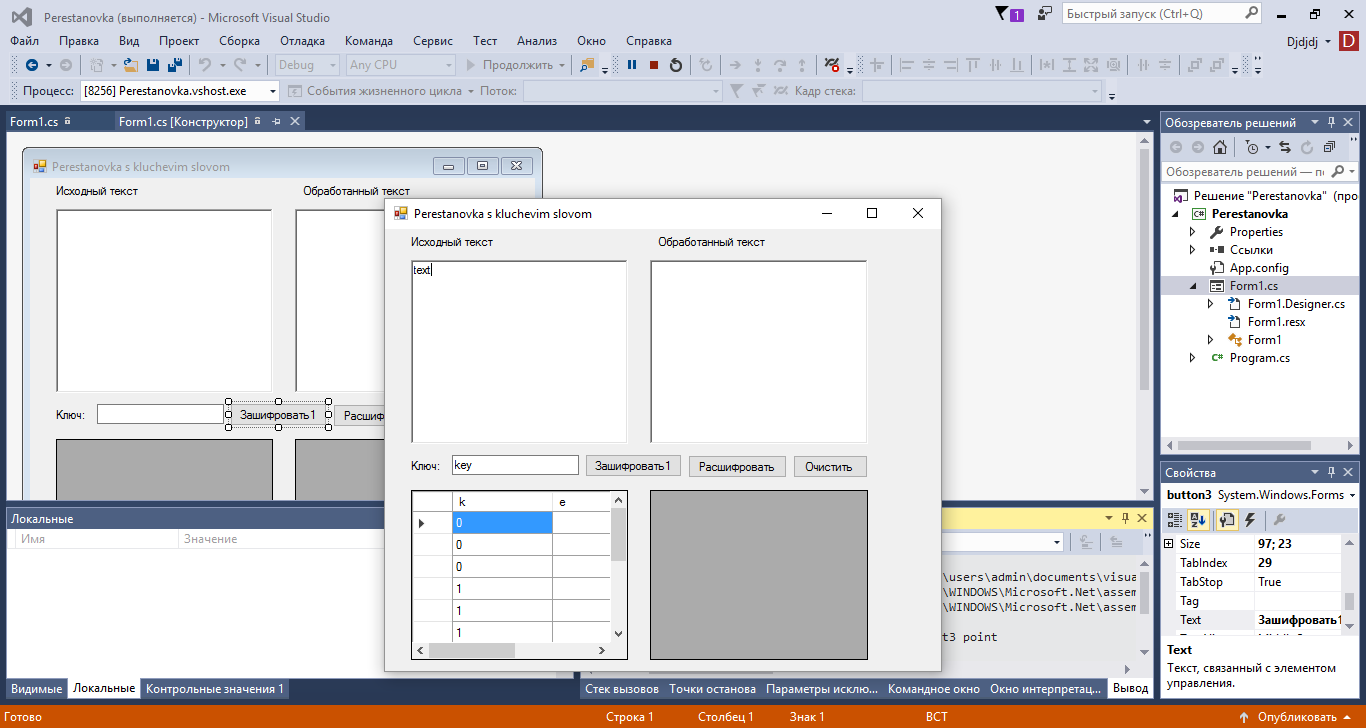 Perestanovka (выполняется) - Microsoft Visual Studio
1
Быстрый запуск (Ctrl+Q)
Файл Правка Вид Проект Сборка Отладка Команда Сервис Тест Анализ Окно Справка
Djdjdj D
Debug Any CPU Продолжить
Процесс: [8256] Perestanovka.vshost.exe События жизненного цикла Поток: Кадр стека:
Form1.cs Form1.cs [Конструктор]
Perestanovka s kluchevim slovom
Исходный текст Обработанный текст
Ключ: Зашифровать1 Расшиф
Perestanovka s kluchevim slovom
Исходный текст Обработанный текст
text
Ключ: key Зашифровать1 Расшифровать Очистить
k e
0
0
0
1
1
1
Локальные
Имя Значение
\users\admin\documents\visua
\WINDOWS\Microsoft.Net\assem
\WINDOWS\Microsoft.Net\assem
t3 point
Видимые Локальные Контрольные значения 1
Стек вызовов Точки останова Параметры исклю... Командное окно Окно интерпретац... Вывод
Обозреватель решений
Обозреватель решений — по
Решение "Perestanovka" (про
Perestanovka
Properties
Ссылки
App.config
Form1.cs
Form1.Designer.cs
Form1.resx
Form1
Program.cs
Свойства
button3 System.Windows.Forms
Size 97; 23
TabIndex 29
TabStop True
Tag
Text Зашифровать1
Text
Текст, связанный с элементом
управления.
Готово Строка 1 Столбец 1 Знак 1 ВСТ Опубликовать